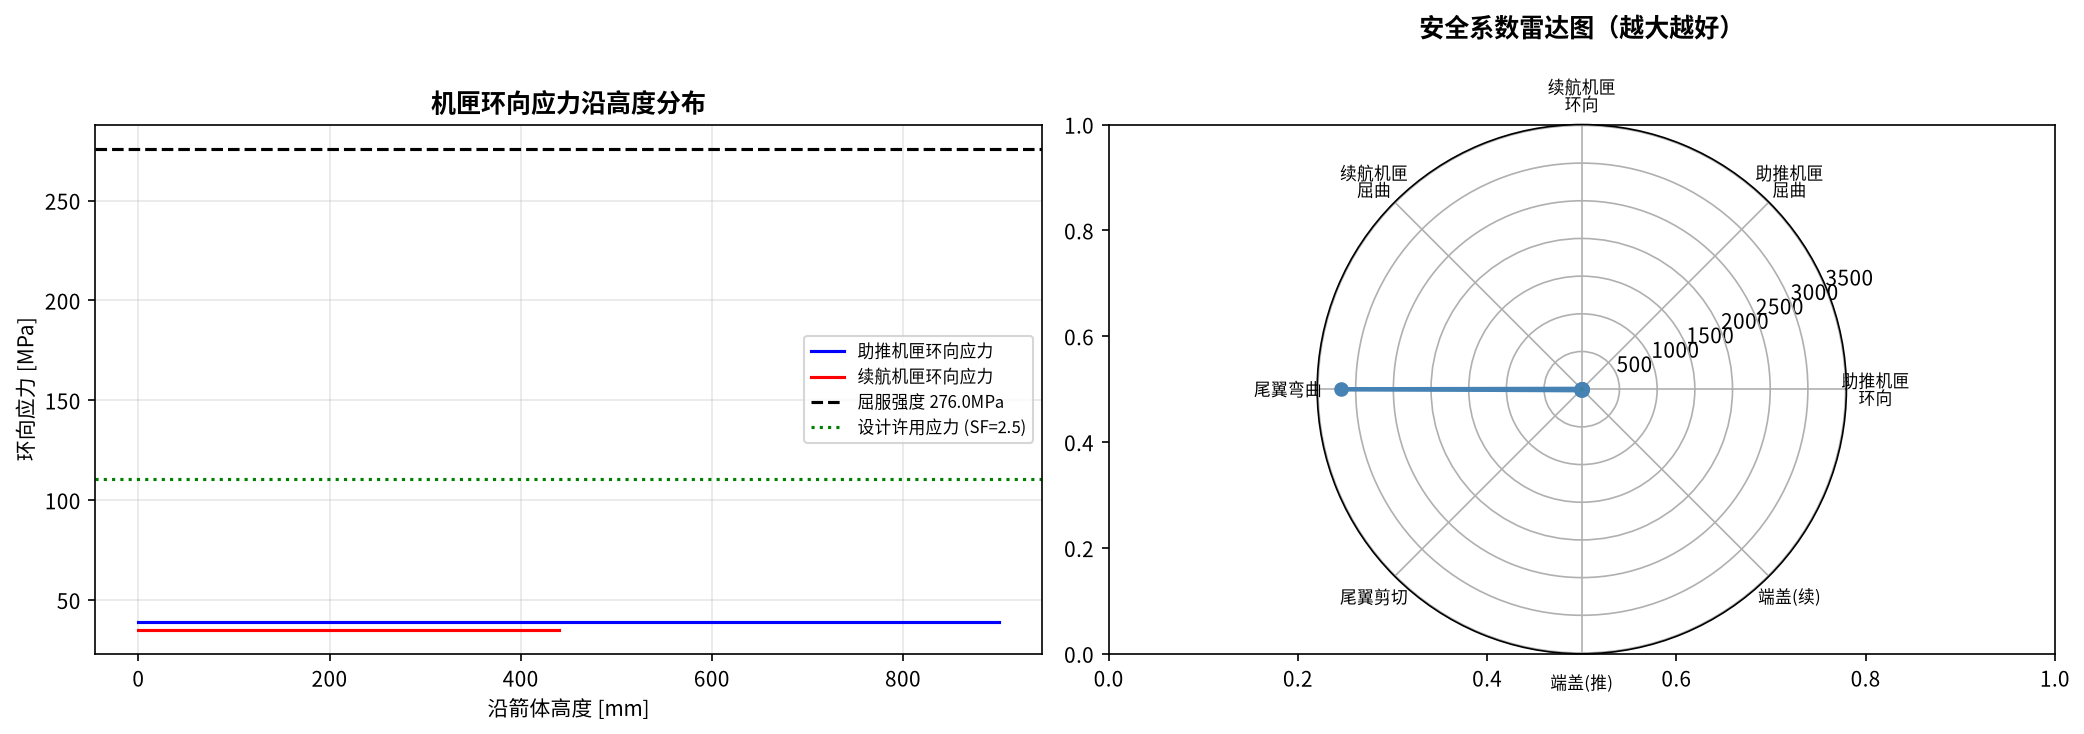 机匣环向应力沿高度分布
环向应力 [MPa]
250
200
150
100
50
助推机匣环向应力
续航机匣环向应力
屈服强度 276.0MPa
设计许用应力 (SF=2.5)
0
200
400
600
800
沿箭体高度 [mm]
安全系数雷达图（越大越好）
续航机匣
环向
续航机匣
屈曲
助推机匣
屈曲
尾翼弯曲
助推机匣
环向
尾翼剪切
端盖(续)
端盖(推)
500
1000
1500
2000
2500
3000
3500
1.0
0.8
0.6
0.4
0.2
0.0
0.0
0.2
0.4
0.6
0.8
1.0